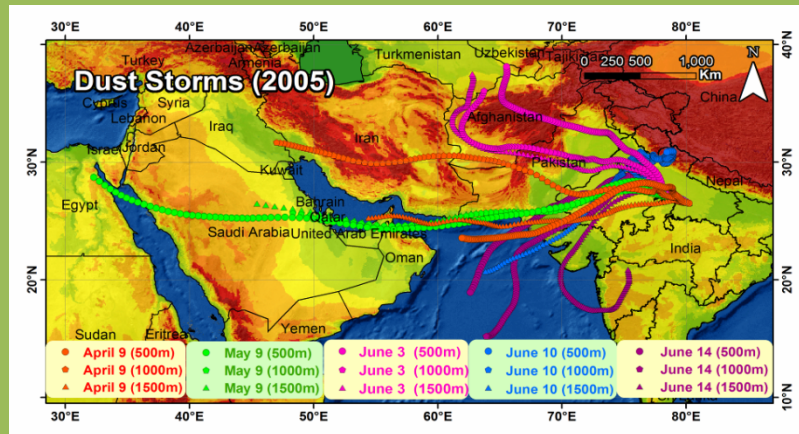 30°E 40°E 50°E 60°E 70°E 80°E
40°N
40°N
Azerbaijan Azerbaijan
Turkey
Armenia
Turkmenistan
Uzbekistan
Tajikistan
0 250 500 1,000
Km
N
Dust Storms (2005)
China
Cyprus
Syria
Lebanon
Iraq
Iran
Afghanistan
Israel Jordan
30°N
30°N
Kuwait
Pakistan
Nepal
Egypt
Bahrain
Qatar
Saudi Arabia United Arab Emirates
Oman
India
20°N
20°N
Yemen
Sudan
Eritrea
April 9 (500m)
April 9 (1000m)
April 9 (1500m)
May 9 (500m)
May 9 (1000m)
May 9 (1500m)
June 3 (500m)
June 3 (1000m)
June 3 (1500m)
June 10 (500m)
June 10 (1000m)
June 10 (1500m)
June 14 (500m)
June 14 (1000m)
June 14 (1500m)
10°N
30°E 40°E 50°E 60°E 70°E 80°E